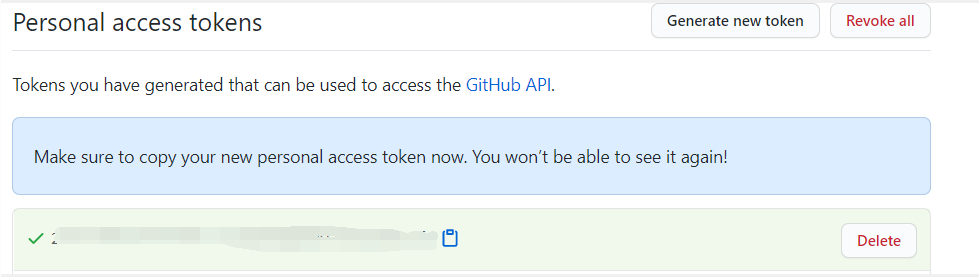 Personal access tokens
Generate new token
Revoke all
Tokens you have generated that can be used to access the GitHub API.
Make sure to copy your new personal access token now. You won’t be able to see it again!
Delete